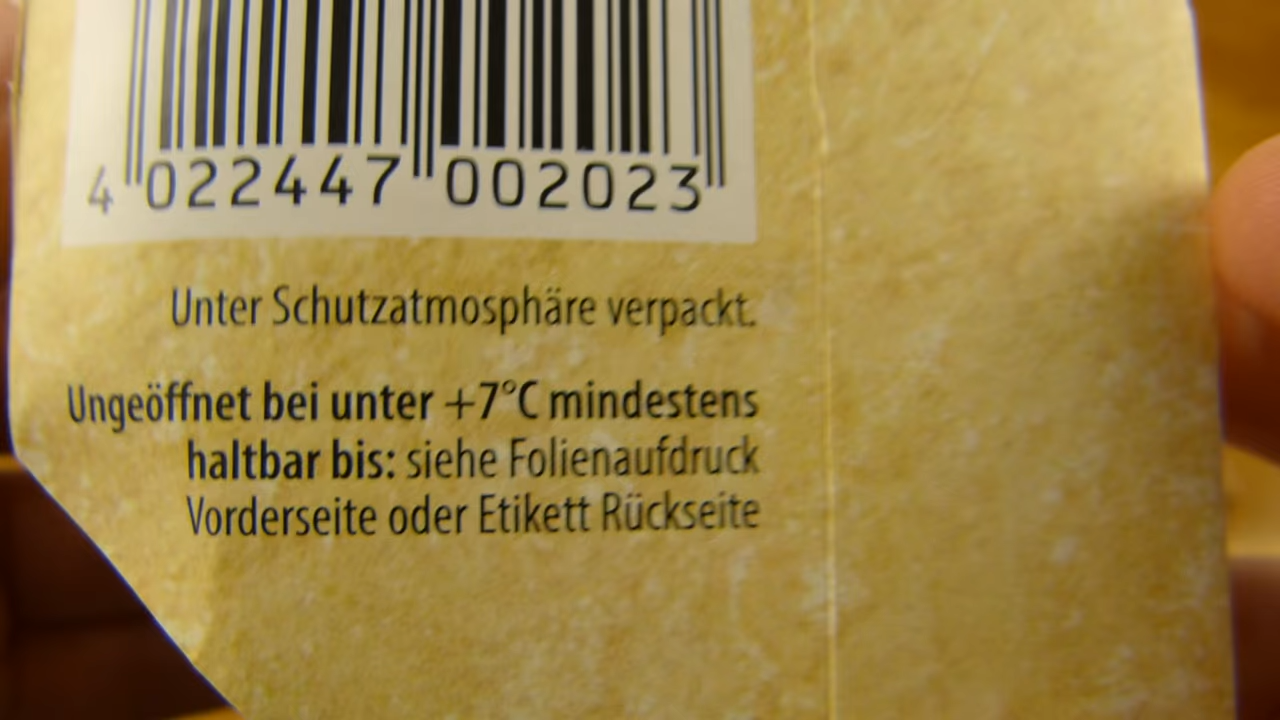 4 022447 002023
Unter Schutzatmosphäre verpackt.
Ungeöffnet bei unter +7°C mindestens
haltbar bis: siehe Folienaufdruck
Vorderseite oder Etikett Rückseite